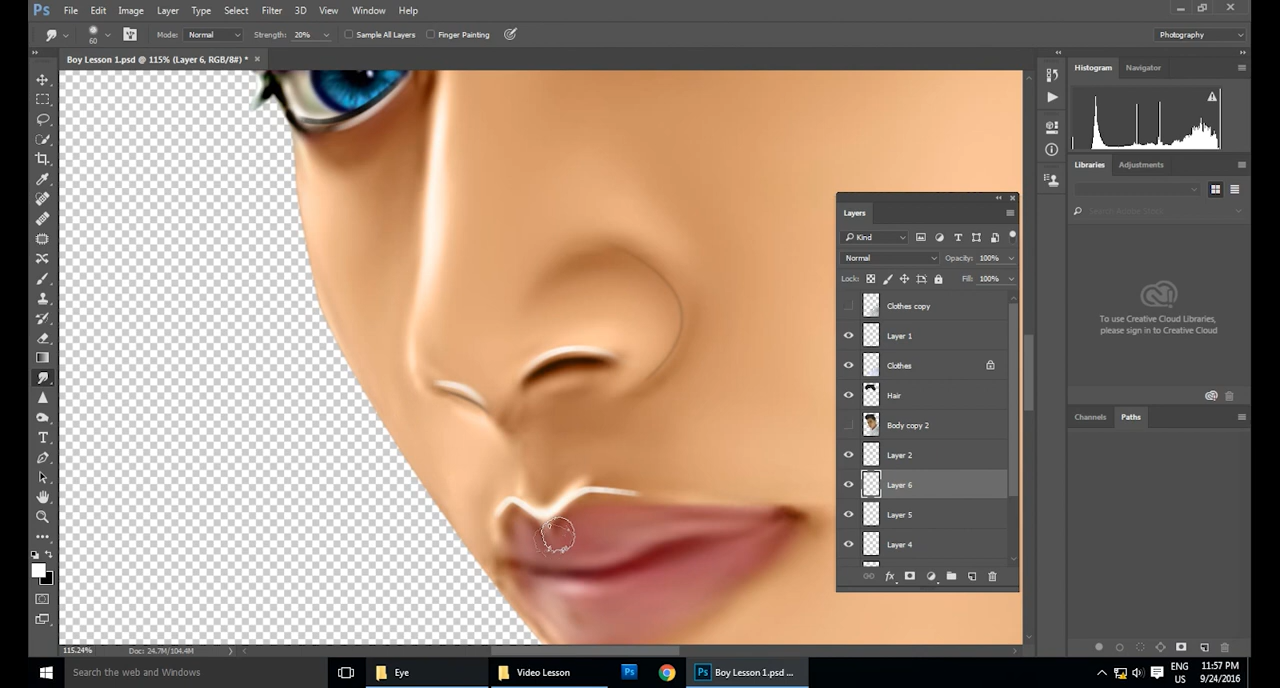 Ps File Edit Image Layer Type Select Filter 3D View Window Help
60 Mode: Normal Strength: 20% Sample All Layers Finger Painting Photography
Boy Lesson 1.psd @ 115% (Layer 6, RGB/8#) * ×
Histogram Navigator
Libraries Adjustments
Layers
Kind
Normal Opacity: 100%
Lock: Fill: 100%
Clothes copy
Layer 1
Clothes
Hair
Body copy 2
Layer 2
Layer 6
Layer 5
Layer 4
fx
To use Creative Cloud Libraries,
please sign in to Creative Cloud
Channels Paths
115.24% Doc: 24.7M/104.4M
Search the web and Windows
Eye
Video Lesson
Ps
Ps Boy Lesson 1.psd ...
ENG
US
11:57 PM
9/24/2016